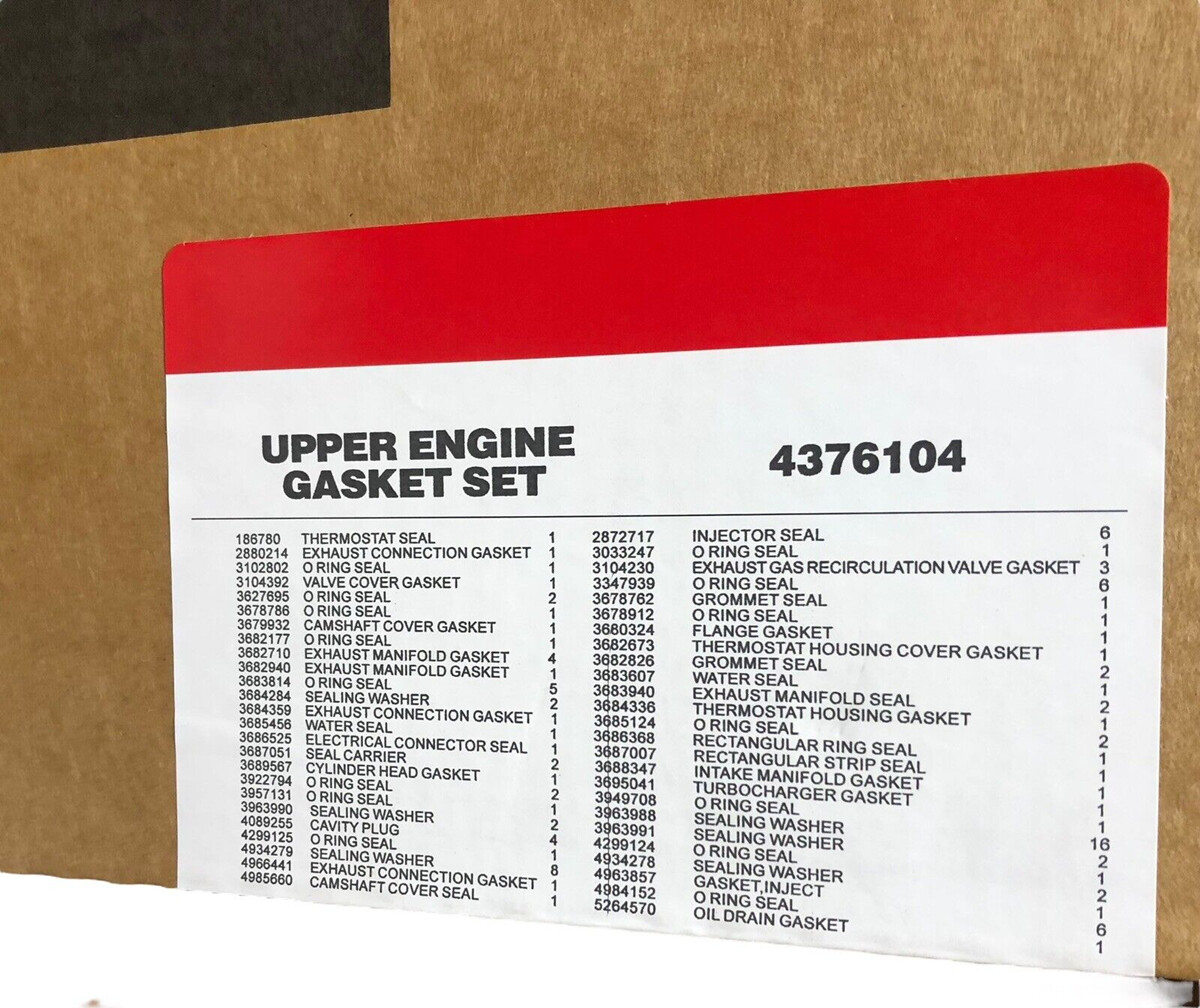 UPPER ENGINE
GASKET SET
4376104
186780 THERMOSTAT SEAL 1
2880214 EXHAUST CONNECTION GASKET 1
3102802 O RING SEAL 1
3104392 VALVE COVER GASKET 1
3627695 O RING SEAL 2
3678786 O RING SEAL 1
3679932 CAMSHAFT COVER GASKET 1
3682177 O RING SEAL 1
3682710 EXHAUST MANIFOLD GASKET 4
3682940 EXHAUST MANIFOLD GASKET 1
3683814 O RING SEAL 5
3684284 SEALING WASHER 2
3684359 EXHAUST CONNECTION GASKET 1
3685456 WATER SEAL 1
3686525 ELECTRICAL CONNECTOR SEAL 1
3687051 SEAL CARRIER 2
3689567 CYLINDER HEAD GASKET 1
3922794 O RING SEAL 2
3957131 O RING SEAL 1
3963990 SEALING WASHER 2
4089255 CAVITY PLUG 4
4299125 O RING SEAL 1
4934279 SEALING WASHER 8
4966441 EXHAUST CONNECTION GASKET 1
4985660 CAMSHAFT COVER SEAL 1
2872717 INJECTOR SEAL 6
3033247 O RING SEAL 1
3104230 EXHAUST GAS RECIRCULATION VALVE GASKET 3
3347939 O RING SEAL 6
3678762 GROMMET SEAL 1
3678912 O RING SEAL 1
3680324 FLANGE GASKET 1
3682673 THERMOSTAT HOUSING COVER GASKET 1
3682826 GROMMET SEAL 2
3683607 WATER SEAL 1
3683940 EXHAUST MANIFOLD SEAL 2
3684336 THERMOSTAT HOUSING GASKET 1
3685124 O RING SEAL 2
3686368 RECTANGULAR RING SEAL 1
3687007 RECTANGULAR STRIP SEAL 1
3688347 INTAKE MANIFOLD GASKET 1
3695041 TURBOCHARGER GASKET 1
3949708 O RING SEAL 1
3963988 SEALING WASHER 16
3963991 SEALING WASHER 2
4299124 O RING SEAL 1
4934278 SEALING WASHER 2
4963857 GASKET,INJECT 1
4984152 O RING SEAL 6
5264570 OIL DRAIN GASKET 1